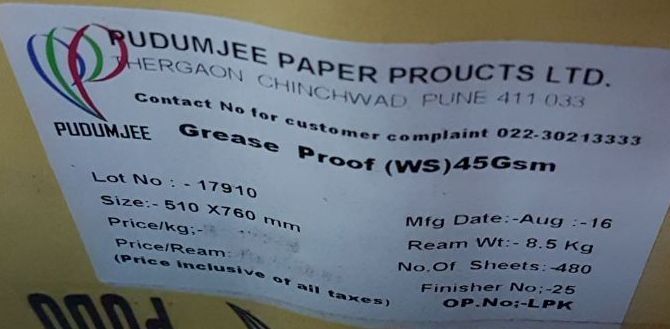 PUDUMJEE PAPER PROUCTS LTD.
THERGAON CHINCHWAD PUNE 411 033
Contact No for customer complaint 022-30213333
PUDUMJEE
Grease Proof (WS)45Gsm
Lot No : - 17910
Size:- 510 X760 mm
Price/kg;-
Price/Ream:
(Price inclusive of all taxes)
Mfg Date:-Aug :-16
Ream Wt:- 8.5 Kg
No.Of Sheets:-480
Finisher No;-25
OP.No;-LPK